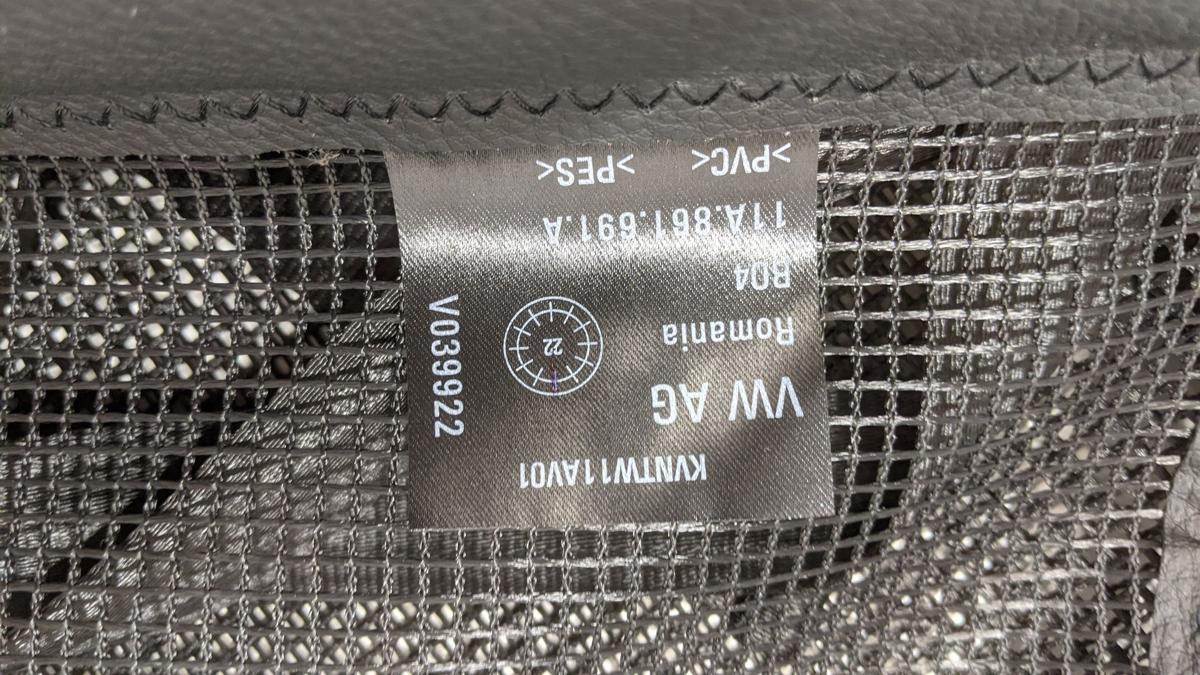 KVNTW11AV01
VW AG
Romania
B04
11A.861.691.A
>PVC< >PES<
22
V039922